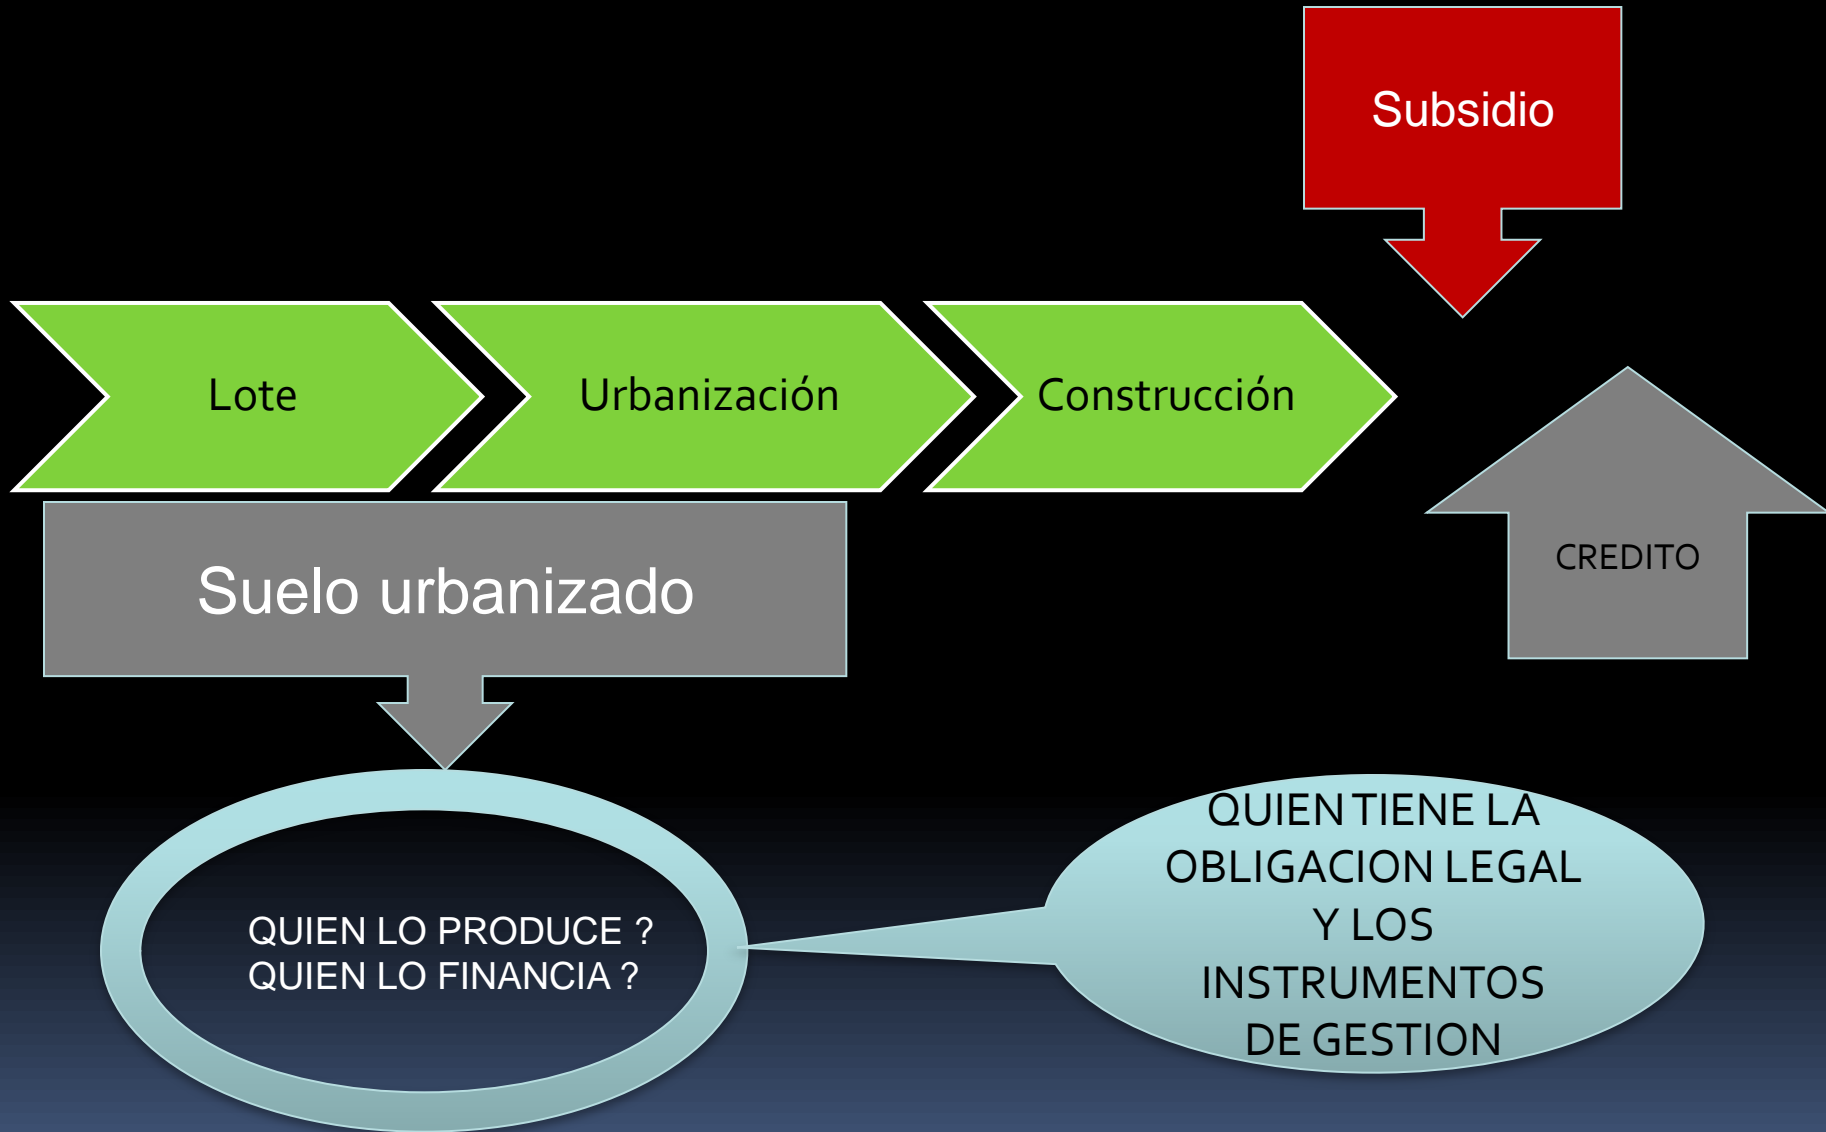 Subsidio
Lote
Urbanización
Construcción
CREDITO
Suelo urbanizado
QUIEN LO PRODUCE ?
QUIEN LO FINANCIA ?
QUIEN TIENE LA
OBLIGACION LEGAL
Y LOS
INSTRUMENTOS
DE GESTION